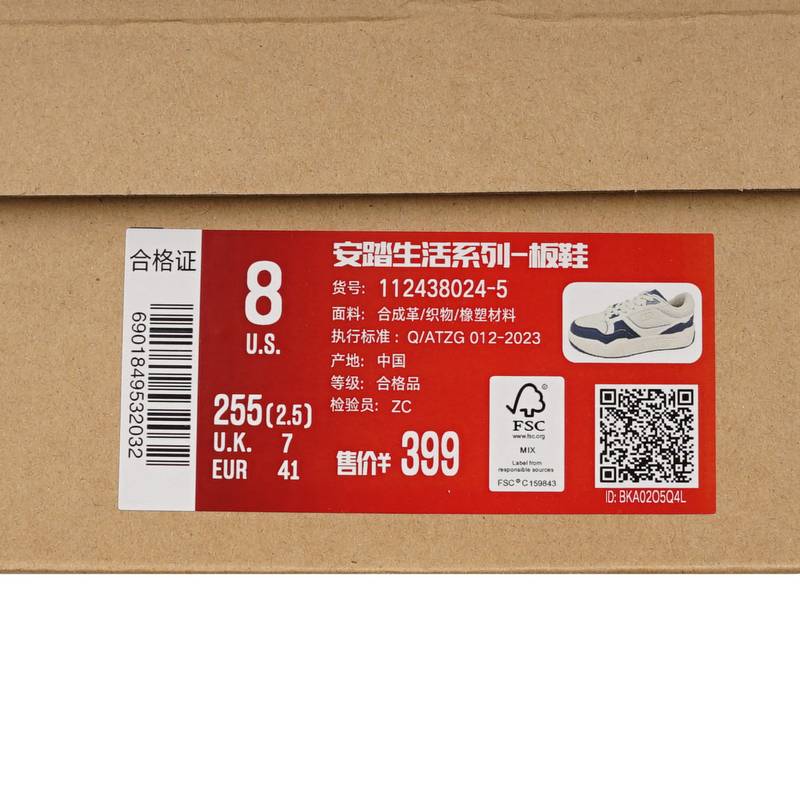 合格证
6901849532032
8
U.S.
255(2.5)
U.K. 7
EUR 41
安踏生活系列-板鞋
货号: 112438024-5
面料: 合成革/织物/橡塑材料
执行标准: Q/ATZG 012-2023
产地: 中国
等级: 合格品
检验员: ZC
售价¥ 399
FSC
www.fsc.org
MIX
Label from
responsible sources
FSC® C159843
ID: BKA02O5Q4L